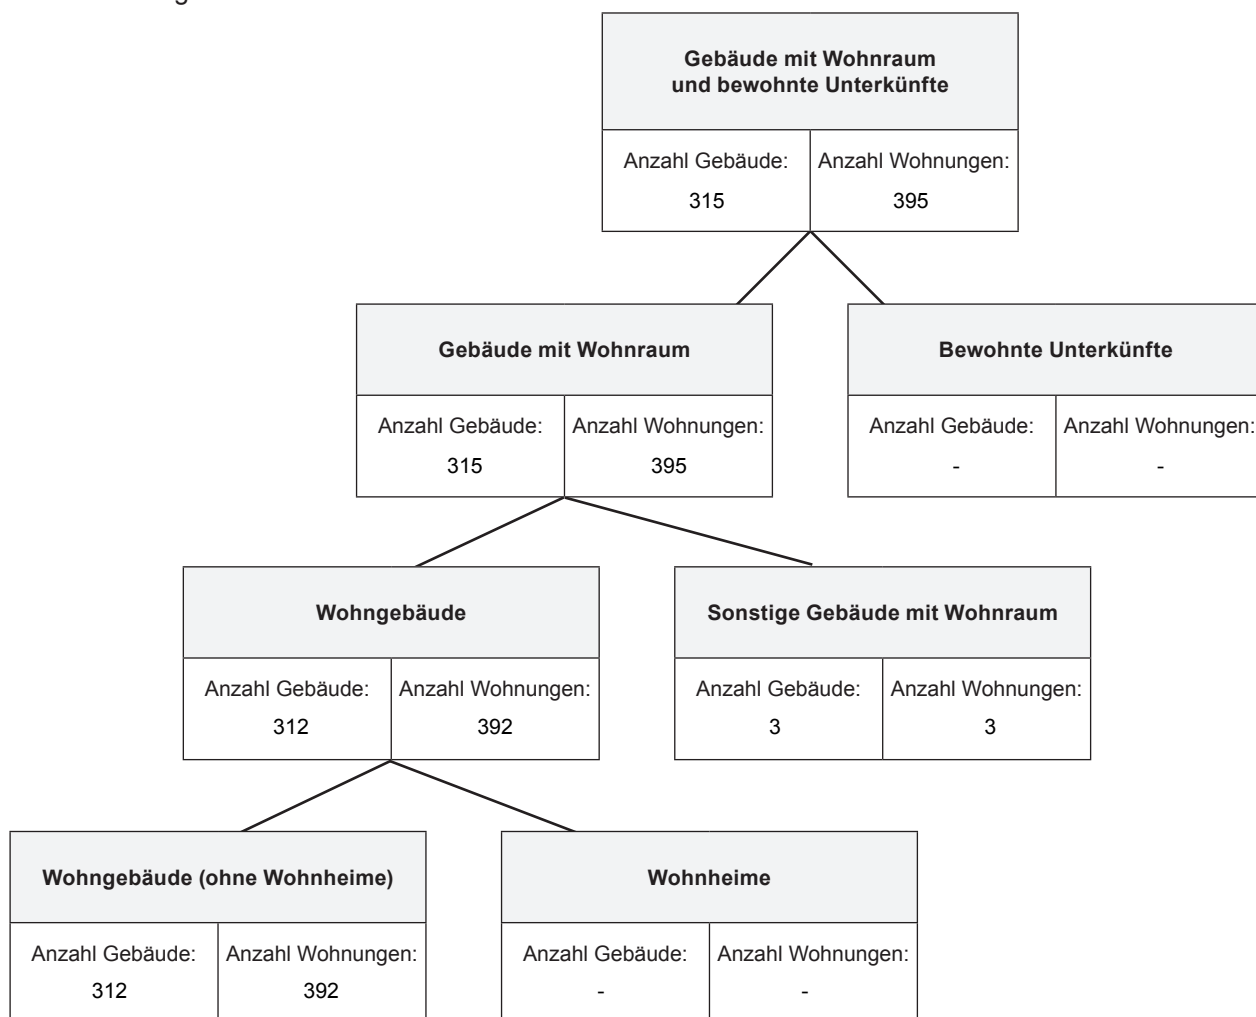 Gebäude mit Wohnraum
und bewohnte Unterkünfte
Anzahl Gebäude: Anzahl Wohnungen:
315 395
Gebäude mit Wohnraum
Bewohnte Unterkünfte
Anzahl Gebäude: Anzahl Wohnungen:
315 395
Anzahl Gebäude: Anzahl Wohnungen:
- -
Wohngebäude
Sonstige Gebäude mit Wohnraum
Anzahl Gebäude: Anzahl Wohnungen:
312 392
Anzahl Gebäude: Anzahl Wohnungen:
3 3
Wohngebäude (ohne Wohnheime)
Wohnheime
Anzahl Gebäude: Anzahl Wohnungen:
312 392
Anzahl Gebäude: Anzahl Wohnungen:
- -